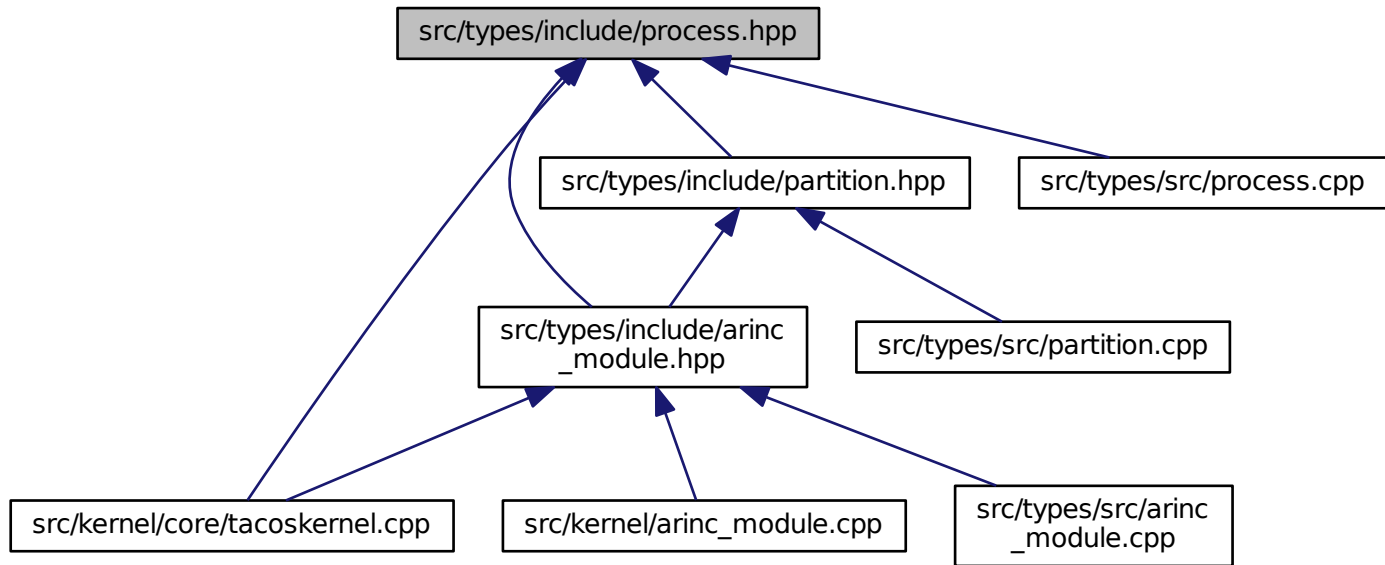 src/types/include/process.hpp
src/types/include/partition.hpp
src/types/src/process.cpp
src/types/include/arinc
_module.hpp
src/types/src/partition.cpp
src/kernel/core/tacoskernel.cpp
src/kernel/arinc_module.cpp
src/types/src/arinc
_module.cpp